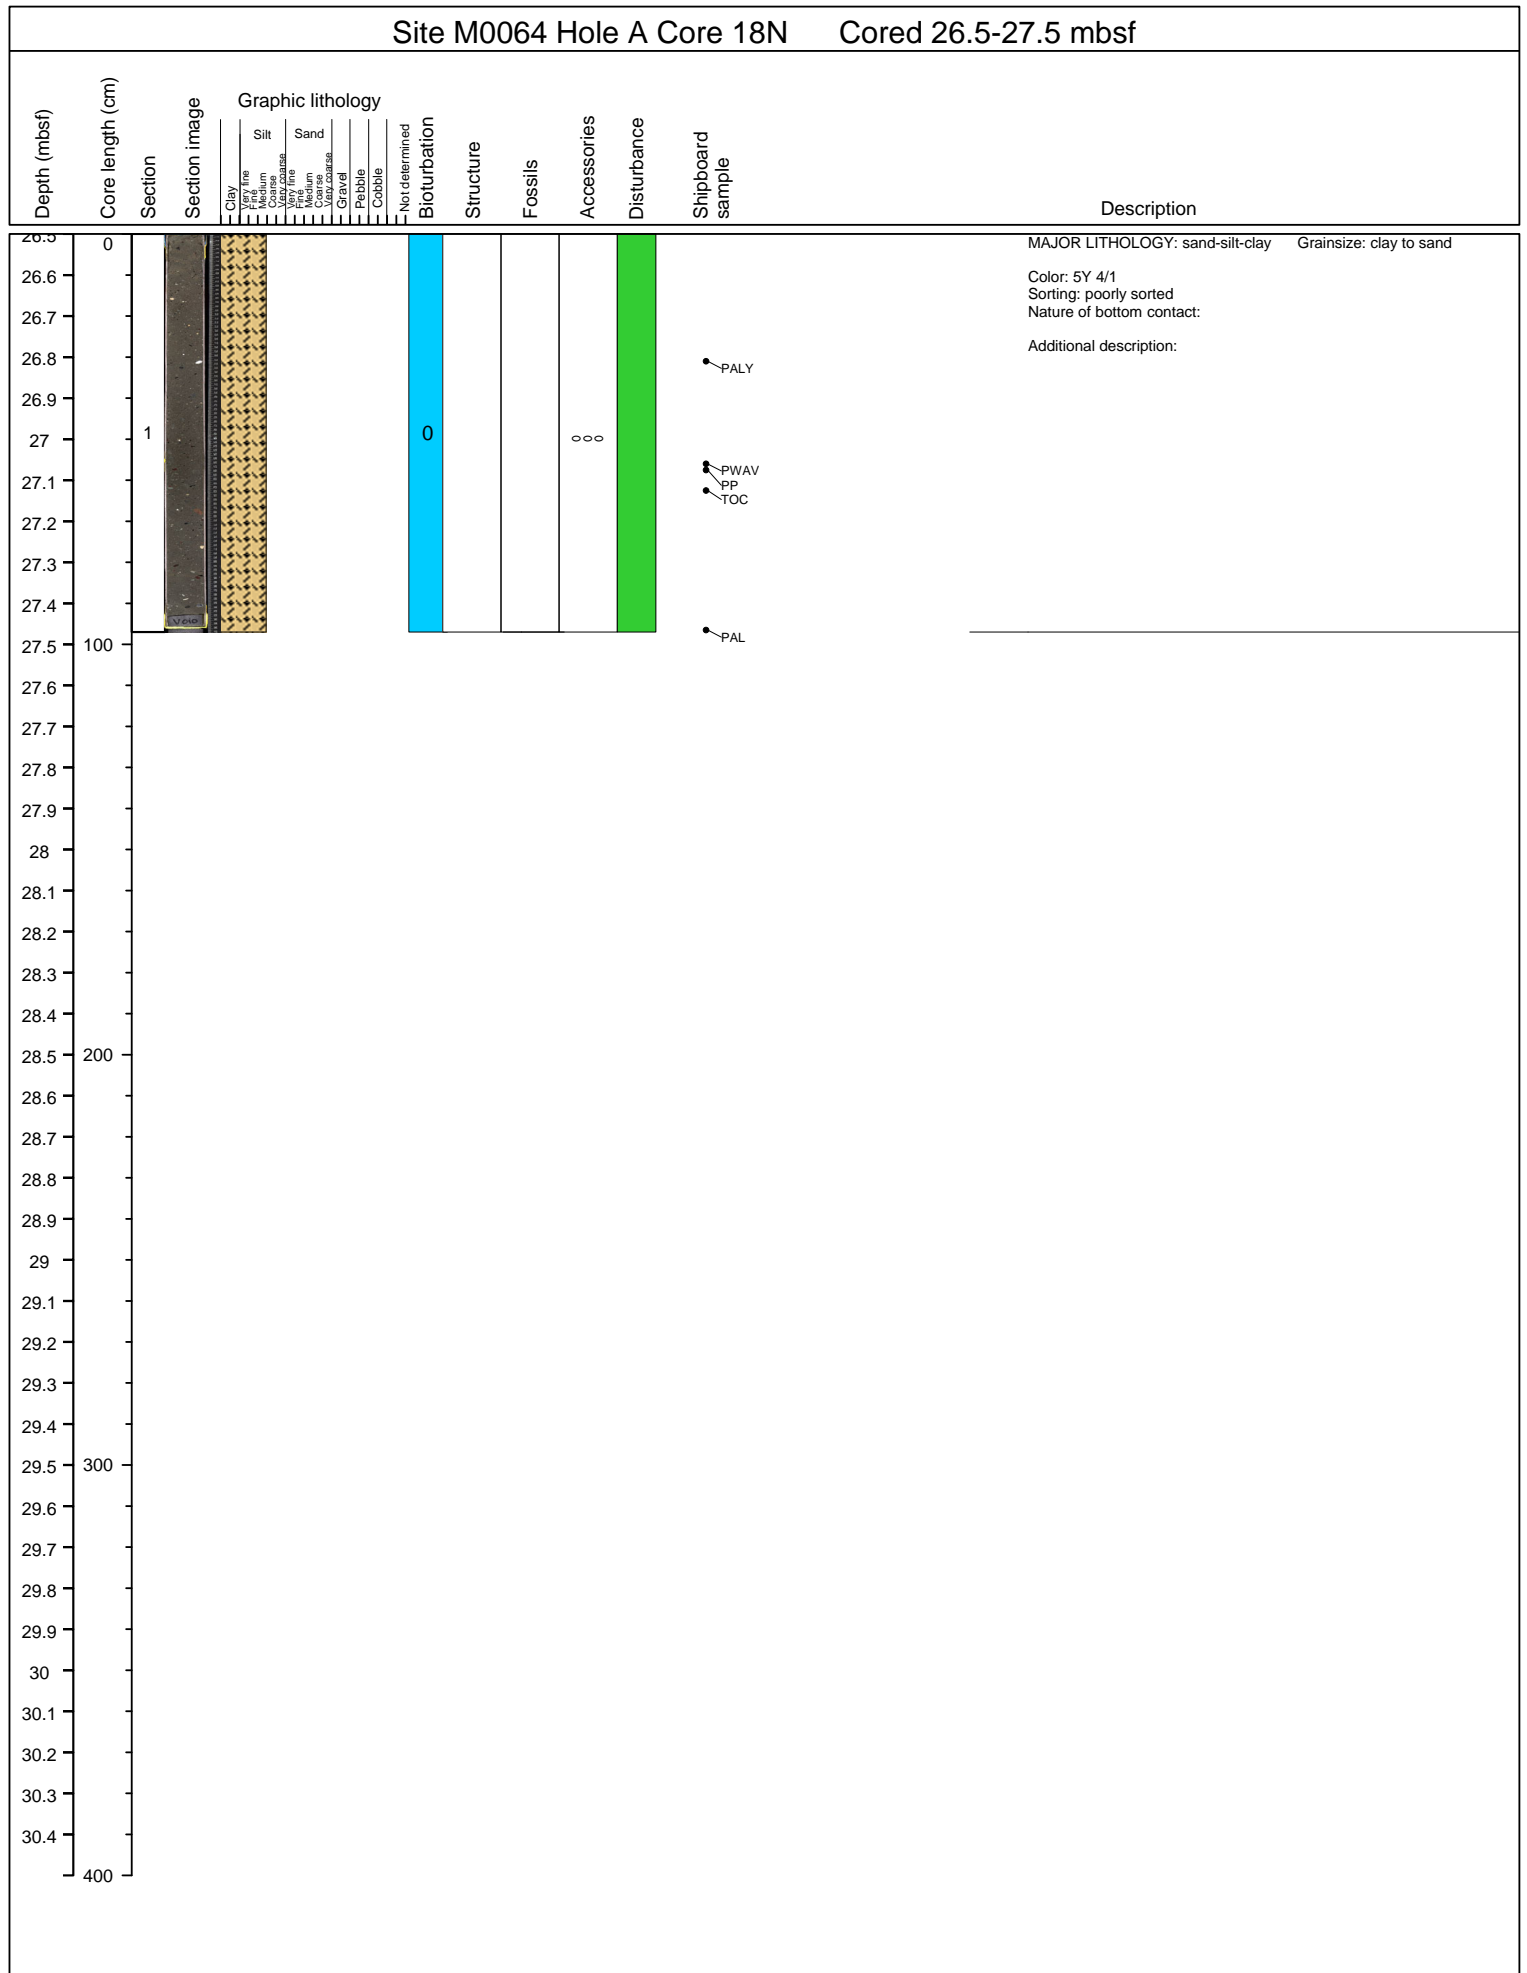 Site M0064 Hole A Core 18N Cored 26.5-27.5 mbsf
Depth (mbsf)
Core length (cm)
Section
Section image
Graphic lithology
Clay
Silt
Very fine
Fine
Medium
Coarse
Very coarse
Sand
Very fine
Fine
Medium
Coarse
Very coarse
Gravel
Pebble
Cobble
Not determined
Bioturbation
Structure
Fossils
Accessories
Disturbance
Shipboard
sample
Description
26.5
26.6
26.7
26.8
26.9
27
27.1
27.2
27.3
27.4
27.5
27.6
27.7
27.8
27.9
28
28.1
28.2
28.3
28.4
28.5
28.6
28.7
28.8
28.9
29
29.1
29.2
29.3
29.4
29.5
29.6
29.7
29.8
29.9
30
30.1
30.2
30.3
30.4
0
100
200
300
400
1
0
PALY
PWAV
PP
TOC
PAL
MAJOR LITHOLOGY: sand-silt-clay Grainsize: clay to sand
Color: 5Y 4/1
Sorting: poorly sorted
Nature of bottom contact:
Additional description: